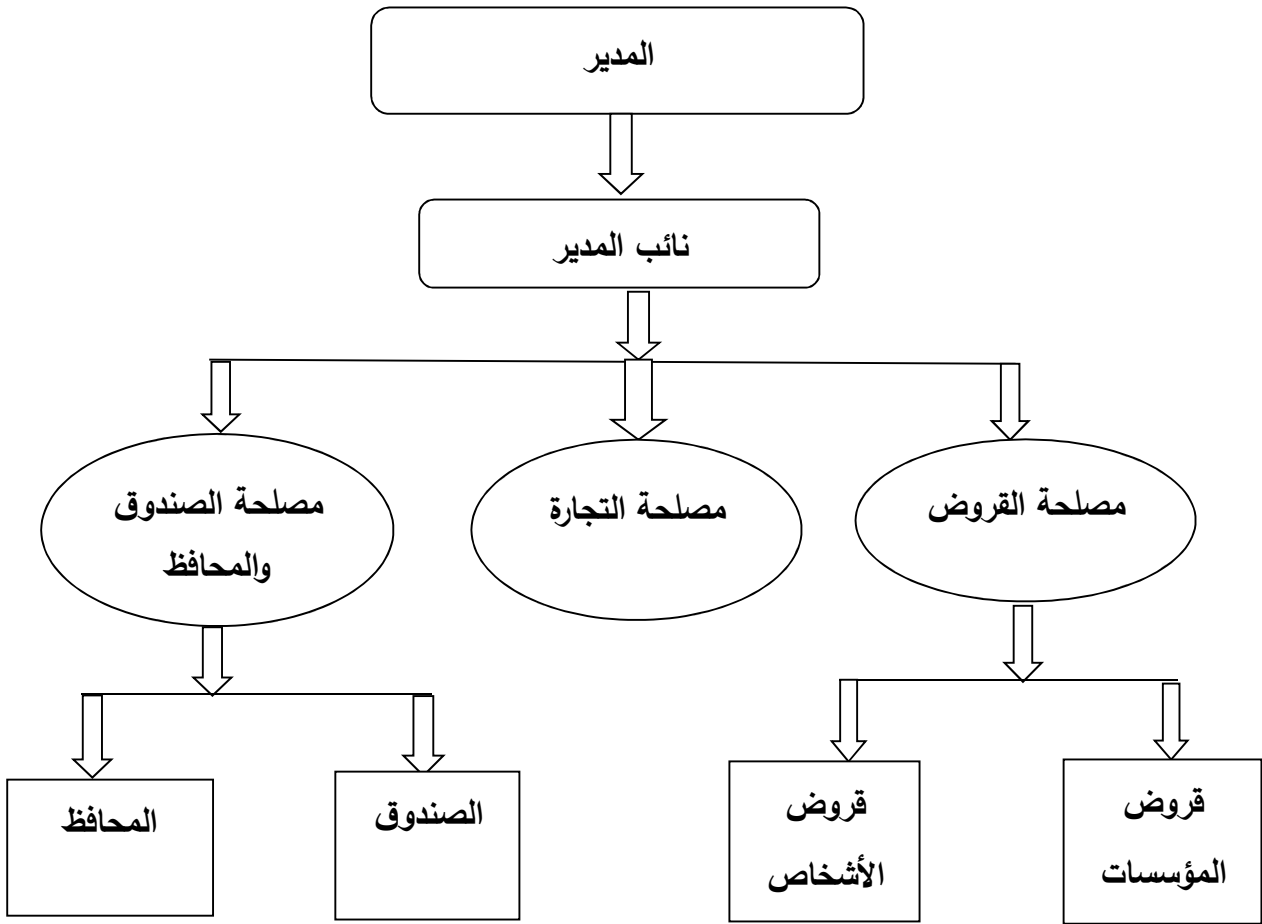 المدير
نائب المدير
مصلحة القروض
مصلحة التجارة
مصلحة الصندوق
والمحافظ
قروض
المؤسسات
قروض
الأشخاص
الصندوق
المحافظ